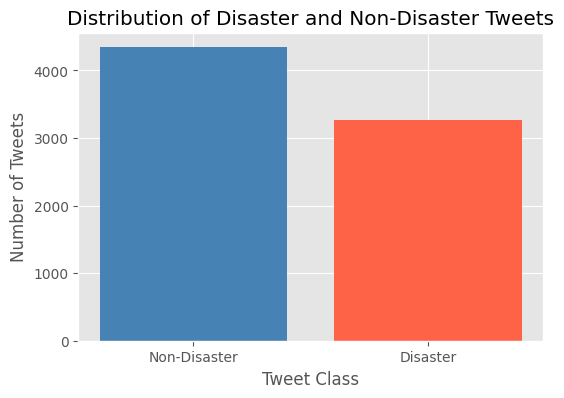 Distribution of Disaster and Non-Disaster Tweets
Number of Tweets
4000
3000
2000
1000
0
Non-Disaster
Disaster
Tweet Class